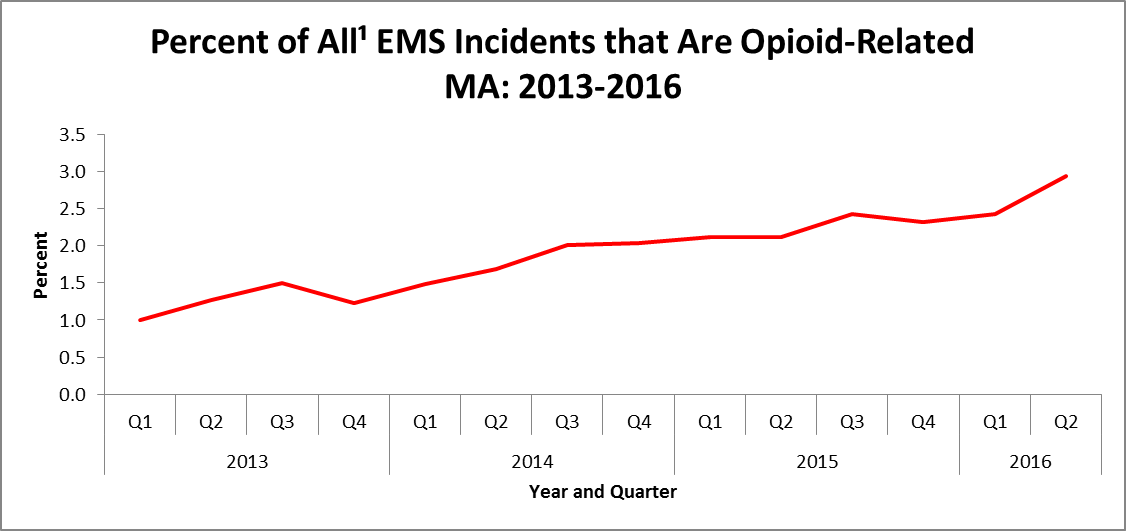 Percent of All¹ EMS Incidents that Are Opioid-Related
MA: 2013-2016
3.5
3.0
2.5
2.0
1.5
1.0
0.5
0.0
Percent
Q1 Q2 Q3 Q4 Q1 Q2 Q3 Q4 Q1 Q2 Q3 Q4 Q1 Q2
2013 2014 2015 2016
Year and Quarter